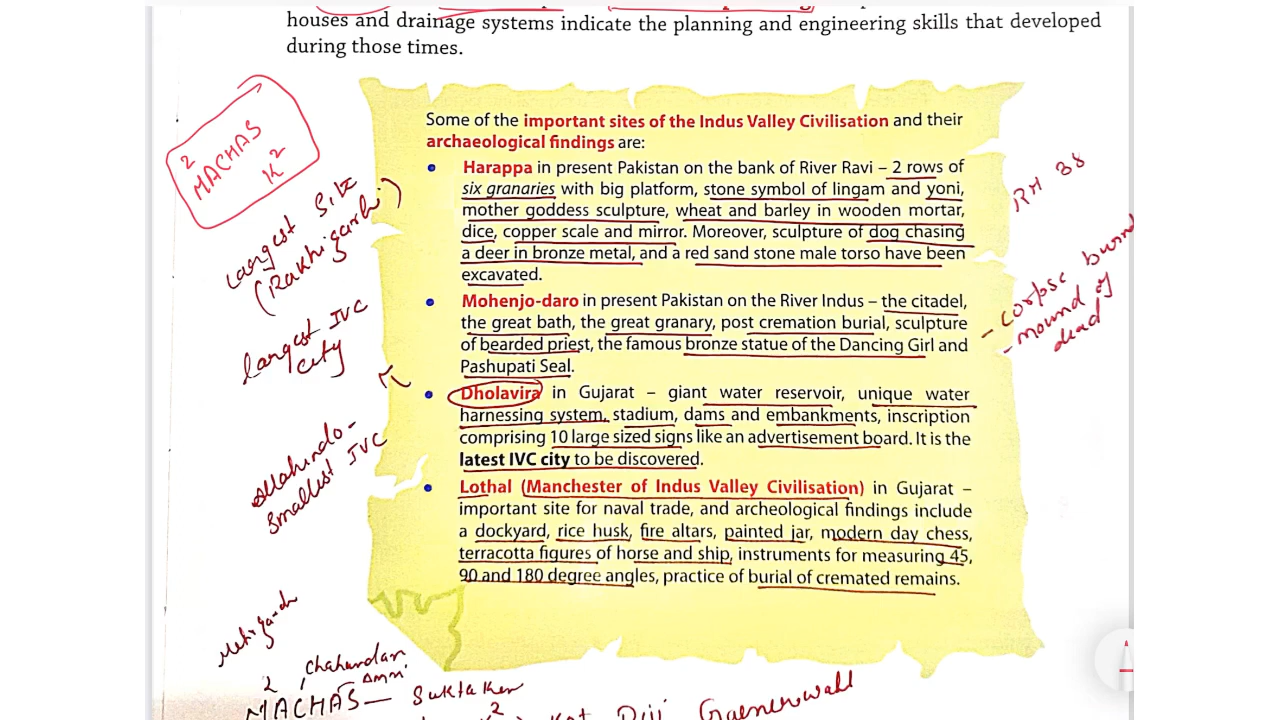 houses and drainage systems indicate the planning and engineering skills that developed
during those times.
Some of the important sites of the Indus Valley Civilisation and their
archaeological findings are:
• Harappa in present Pakistan on the bank of River Ravi – 2 rows of
six granaries with big platform, stone symbol of lingam and yoni,
mother goddess sculpture, wheat and barley in wooden mortar,
dice, copper scale and mirror. Moreover, sculpture of dog chasing
a deer in bronze metal, and a red sand stone male torso have been
excavated.
• Mohenjo-daro in present Pakistan on the River Indus – the citadel,
the great bath, the great granary, post cremation burial, sculpture
of bearded priest, the famous bronze statue of the Dancing Girl and
Pashupati Seal.
• Dholavira in Gujarat – giant water reservoir, unique water
harnessing system, stadium, dams and embankments, inscription
comprising 10 large sized signs like an advertisement board. It is the
latest IVC city to be discovered.
• Lothal (Manchester of Indus Valley Civilisation) in Gujarat –
important site for naval trade, and archeological findings include
a dockyard, rice husk, fire altars, painted jar, modern day chess,
terracotta figures of horse and ship, instruments for measuring 45,
90 and 180 degree angles, practice of burial of cremated remains.
2
MACHAS
K2
Largest Site
(Rakhigarhi)
largest IVC
city
Allahindo-
Smallest IVC
RH 38
- corpse burnd
- mound of
dead
2
Chahundar
MACHAS — Suktaken
K2
Kot Diji